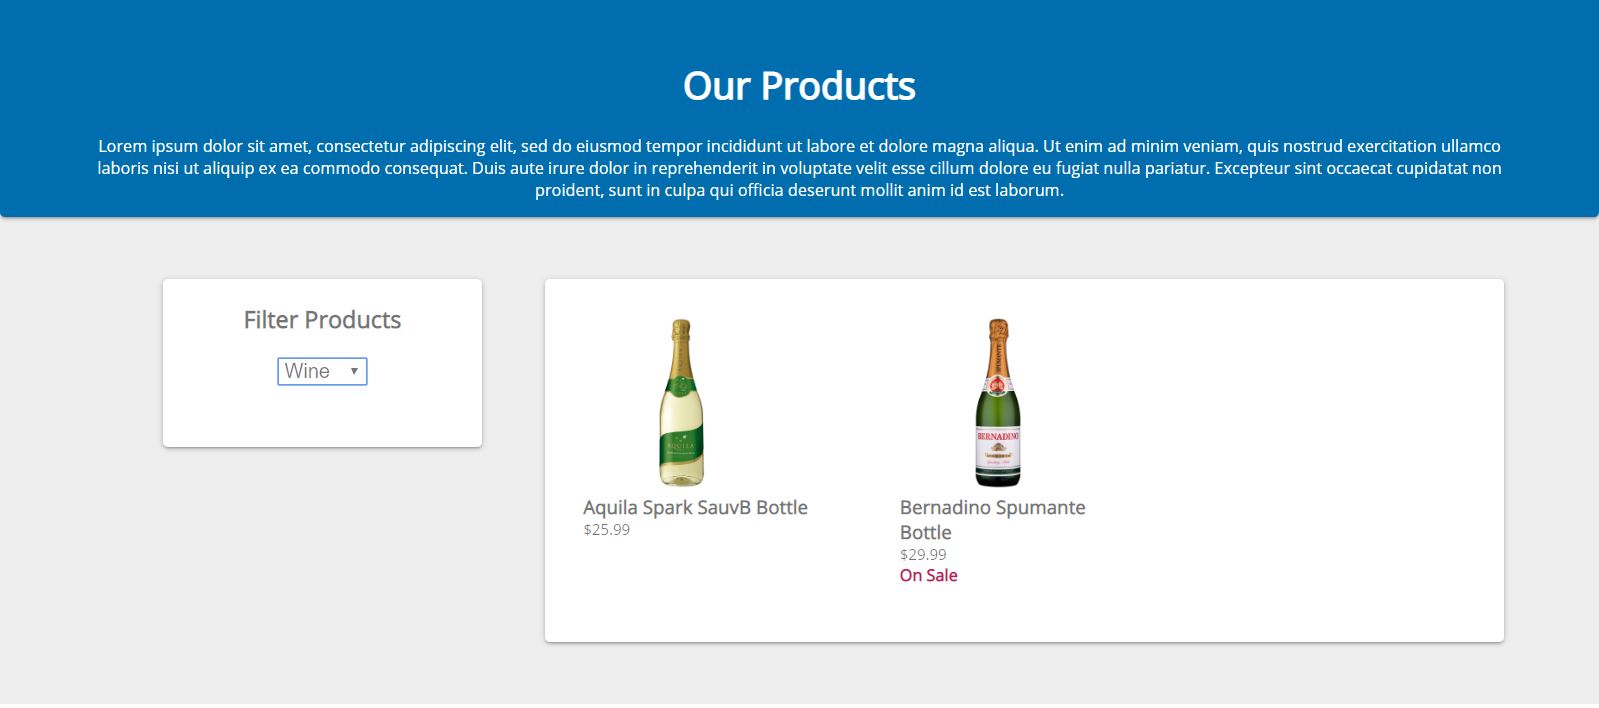 Our Products
Lorem ipsum dolor sit amet, consectetur adipiscing elit, sed do eiusmod tempor incididunt ut labore et dolore magna aliqua. Ut enim ad minim veniam, quis nostrud exercitation ullamco
laboris nisi ut aliquip ex ea commodo consequat. Duis aute irure dolor in reprehenderit in voluptate velit esse cillum dolore eu fugiat nulla pariatur. Excepteur sint occaecat cupidatat non
proident, sunt in culpa qui officia deserunt mollit anim id est laborum.
Filter Products
Wine
AQUILA
Aquila Spark SauvB Bottle
$25.99
SPUMANTE
BERNADINO
Bernadino Spumante
Bottle
$29.99
On Sale